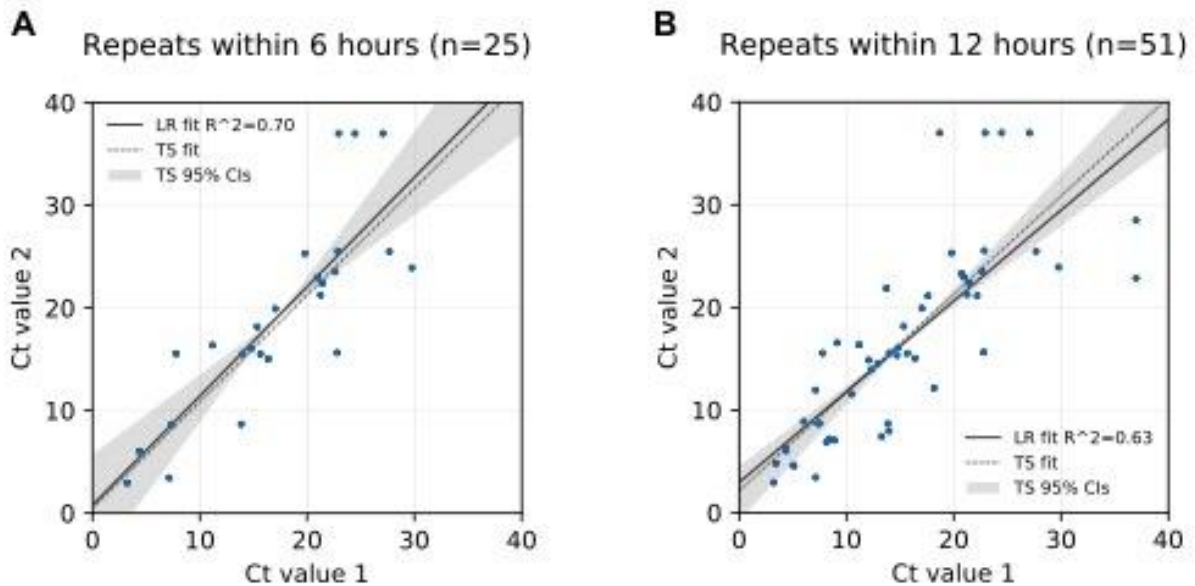 A
Repeats within 6 hours (n=25)
40
30
20
10
0
Ct value 2
LR fit R^2=0.70
TS fit
TS 95% CIs
0 10 20 30 40
Ct value 1
B
Repeats within 12 hours (n=51)
40
30
20
10
0
Ct value 2
LR fit R^2=0.63
TS fit
TS 95% CIs
0 10 20 30 40
Ct value 1